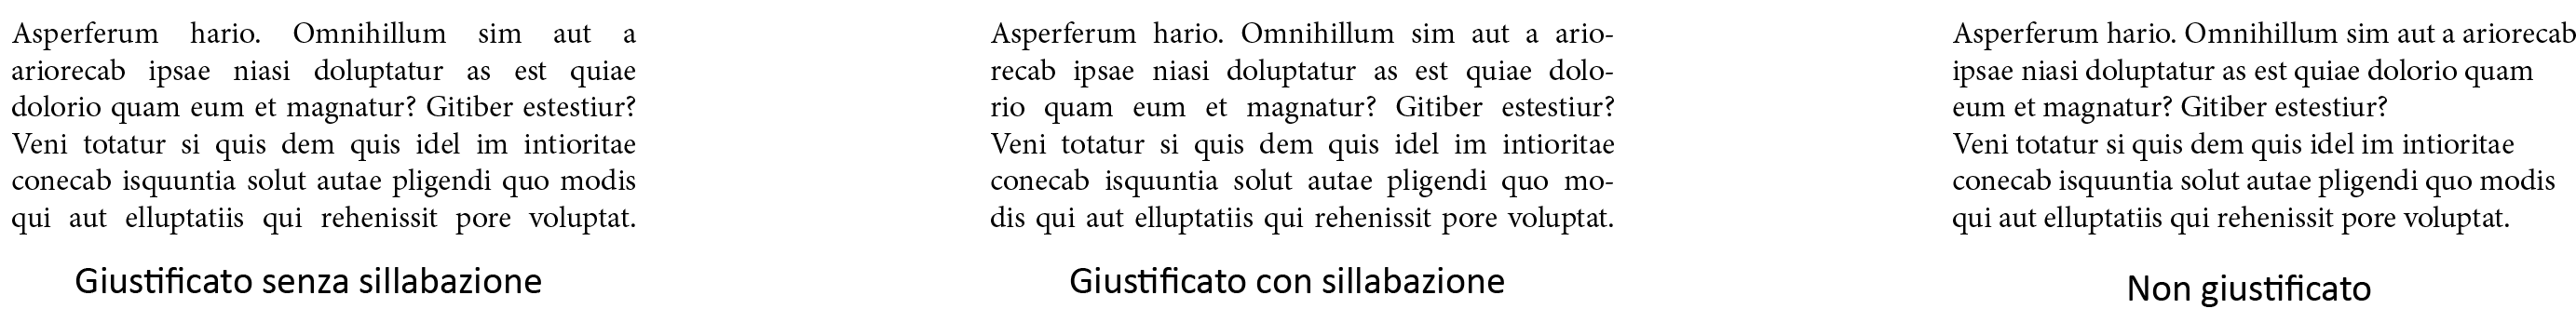 Asperferum hario. Omnihillum sim aut a
ariorecab ipsae niasi doluptatur as est quiae
dolorio quam eum et magnatur? Gitiber estestiur?
Veni totatur si quis dem quis idel im intioritae
conecab isquuntia solut autae pligendi quo modis
qui aut elluptatiis qui rehenissit pore voluptat.
Giustificato senza sillabazione
Asperferum hario. Omnihillum sim aut a ario-
recab ipsae niasi doluptatur as est quiae dolo-
rio quam eum et magnatur? Gitiber estestiur?
Veni totatur si quis dem quis idel im intioritae
conecab isquuntia solut autae pligendi quo mo-
dis qui aut elluptatiis qui rehenissit pore voluptat.
Giustificato con sillabazione
Asperferum hario. Omnihillum sim aut a ariorecab
ipsae niasi doluptatur as est quiae dolorio quam
eum et magnatur? Gitiber estestiur?
Veni totatur si quis dem quis idel im intioritae
conecab isquuntia solut autae pligendi quo modis
qui aut elluptatiis qui rehenissit pore voluptat.
Non giustificato